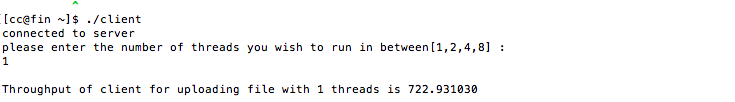 [[cc@fin ~]$ ./client
connected to server
please enter the number of threads you wish to run in between[1,2,4,8] :
1
Throughput of client for uploading file with 1 threads is 722.931030